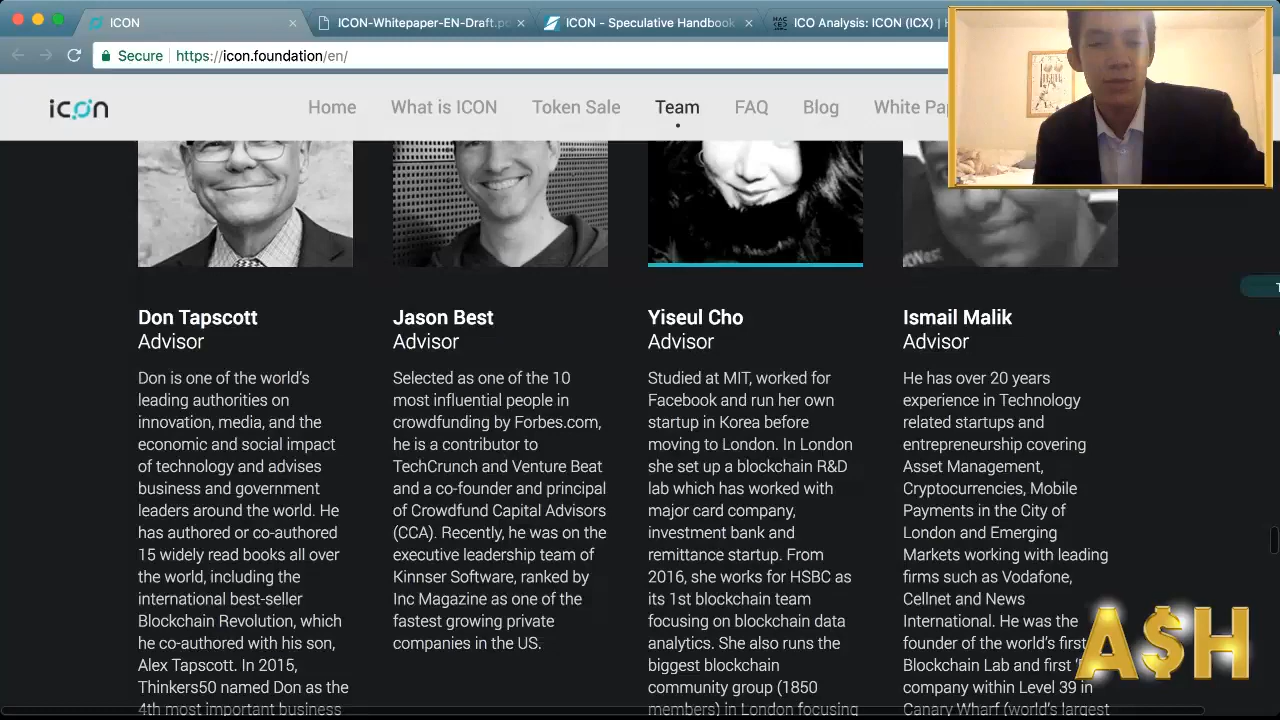 ICON
ICON-Whitepaper-EN-Draft.p
ICON - Speculative Handbook
ICO Analysis: ICON (ICX) | H
Secure https://icon.foundation/en/
icon
Home What is ICON Token Sale Team FAQ Blog White Pap
Don Tapscott
Advisor
Don is one of the world's
leading authorities on
innovation, media, and the
economic and social impact
of technology and advises
business and government
leaders around the world. He
has authored or co-authored
15 widely read books all over
the world, including the
international best-seller
Blockchain Revolution, which
he co-authored with his son,
Alex Tapscott. In 2015,
Thinkers50 named Don as the
4th most important business
Jason Best
Advisor
Selected as one of the 10
most influential people in
crowdfunding by Forbes.com,
he is a contributor to
TechCrunch and Venture Beat
and a co-founder and principal
of Crowdfund Capital Advisors
(CCA). Recently, he was on the
executive leadership team of
Kinnser Software, ranked by
Inc Magazine as one of the
fastest growing private
companies in the US.
Yiseul Cho
Advisor
Studied at MIT, worked for
Facebook and run her own
startup in Korea before
moving to London. In London
she set up a blockchain R&D
lab which has worked with
major card company,
investment bank and
remittance startup. From
2016, she works for HSBC as
its 1st blockchain team
focusing on blockchain data
analytics. She also runs the
biggest blockchain
community group (1850
members) in London focusing
Ismail Malik
Advisor
He has over 20 years
experience in Technology
related startups and
entrepreneurship covering
Asset Management,
Cryptocurrencies, Mobile
Payments in the City of
London and Emerging
Markets working with leading
firms such as Vodafone,
Cellnet and News
International. He was the
founder of the world's first
Blockchain Lab and first
company within Level 39 in
Canary Wharf (world's largest
A$H